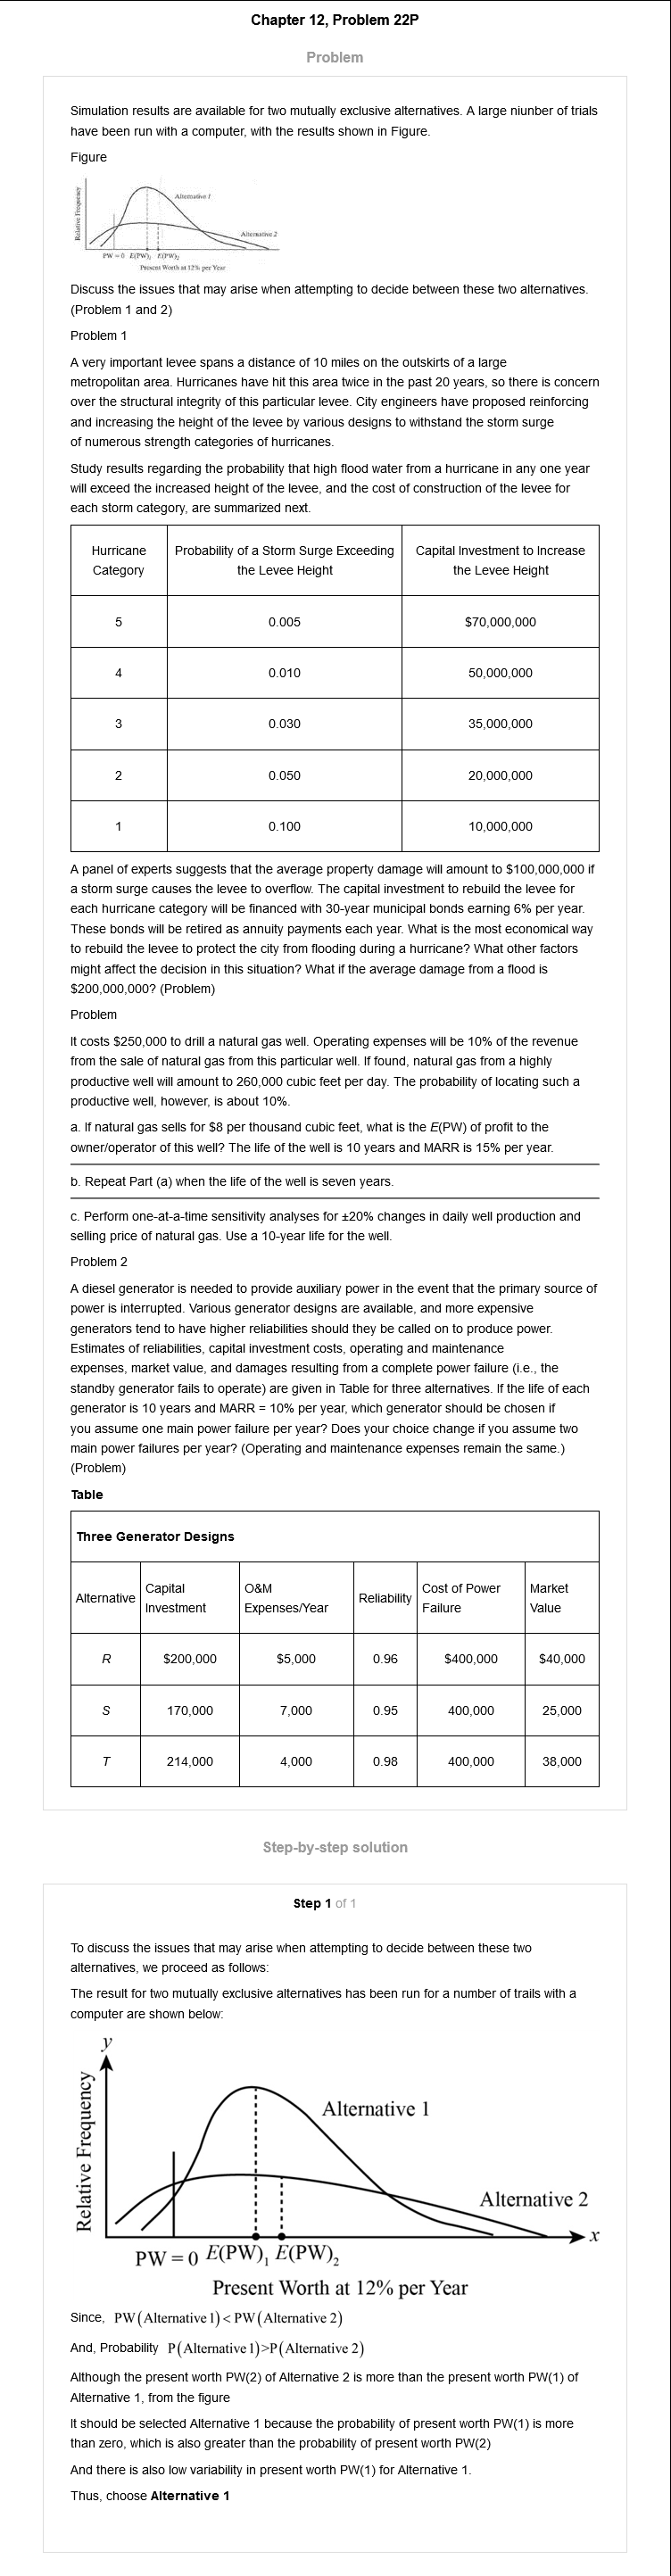 Chapter 12, Problem 22P
Problem
Simulation results are available for two mutually exclusive alternatives. A large niunber of trials
have been run with a computer, with the results shown in Figure.
Figure
Relative Frequency
Alternative 1
Alternative 2
PW = 0 E(PW)₁ E(PW)₂
Present Worth at 12% per Year
Discuss the issues that may arise when attempting to decide between these two alternatives.
(Problem 1 and 2)
Problem 1
A very important levee spans a distance of 10 miles on the outskirts of a large
metropolitan area. Hurricanes have hit this area twice in the past 20 years, so there is concern
over the structural integrity of this particular levee. City engineers have proposed reinforcing
and increasing the height of the levee by various designs to withstand the storm surge
of numerous strength categories of hurricanes.
Study results regarding the probability that high flood water from a hurricane in any one year
will exceed the increased height of the levee, and the cost of construction of the levee for
each storm category, are summarized next.
Hurricane Category | Probability of a Storm Surge Exceeding the Levee Height | Capital Investment to Increase the Levee Height
5 0.005 $70,000,000
4 0.010 50,000,000
3 0.030 35,000,000
2 0.050 20,000,000
1 0.100 10,000,000
A panel of experts suggests that the average property damage will amount to $100,000,000 if
a storm surge causes the levee to overflow. The capital investment to rebuild the levee for
each hurricane category will be financed with 30-year municipal bonds earning 6% per year.
These bonds will be retired as annuity payments each year. What is the most economical way
to rebuild the levee to protect the city from flooding during a hurricane? What other factors
might affect the decision in this situation? What if the average damage from a flood is
$200,000,000? (Problem)
Problem
It costs $250,000 to drill a natural gas well. Operating expenses will be 10% of the revenue
from the sale of natural gas from this particular well. If found, natural gas from a highly
productive well will amount to 260,000 cubic feet per day. The probability of locating such a
productive well, however, is about 10%.
a. If natural gas sells for $8 per thousand cubic feet, what is the E(PW) of profit to the
owner/operator of this well? The life of the well is 10 years and MARR is 15% per year.
b. Repeat Part (a) when the life of the well is seven years.
c. Perform one-at-a-time sensitivity analyses for ±20% changes in daily well production and
selling price of natural gas. Use a 10-year life for the well.
Problem 2
A diesel generator is needed to provide auxiliary power in the event that the primary source of
power is interrupted. Various generator designs are available, and more expensive
generators tend to have higher reliabilities should they be called on to produce power.
Estimates of reliabilities, capital investment costs, operating and maintenance
expenses, market value, and damages resulting from a complete power failure (i.e., the
standby generator fails to operate) are given in Table for three alternatives. If the life of each
generator is 10 years and MARR = 10% per year, which generator should be chosen if
you assume one main power failure per year? Does your choice change if you assume two
main power failures per year? (Operating and maintenance expenses remain the same.)
(Problem)
Table
Three Generator Designs
Alternative | Capital Investment | O&M Expenses/Year | Reliability | Cost of Power Failure | Market Value
R $200,000 $5,000 0.96 $400,000 $40,000
S 170,000 7,000 0.95 400,000 25,000
T 214,000 4,000 0.98 400,000 38,000
Step-by-step solution
Step 1 of 1
To discuss the issues that may arise when attempting to decide between these two
alternatives, we proceed as follows:
The result for two mutually exclusive alternatives has been run for a number of trails with a
computer are shown below:
y
Relative Frequency
Alternative 1
Alternative 2
x
PW = 0 E(PW)₁ E(PW)₂
Present Worth at 12% per Year
Since, PW(Alternative 1) < PW(Alternative 2)
And, Probability P(Alternative 1)>P(Alternative 2)
Although the present worth PW(2) of Alternative 2 is more than the present worth PW(1) of
Alternative 1, from the figure
It should be selected Alternative 1 because the probability of present worth PW(1) is more
than zero, which is also greater than the probability of present worth PW(2)
And there is also low variability in present worth PW(1) for Alternative 1.
Thus, choose Alternative 1